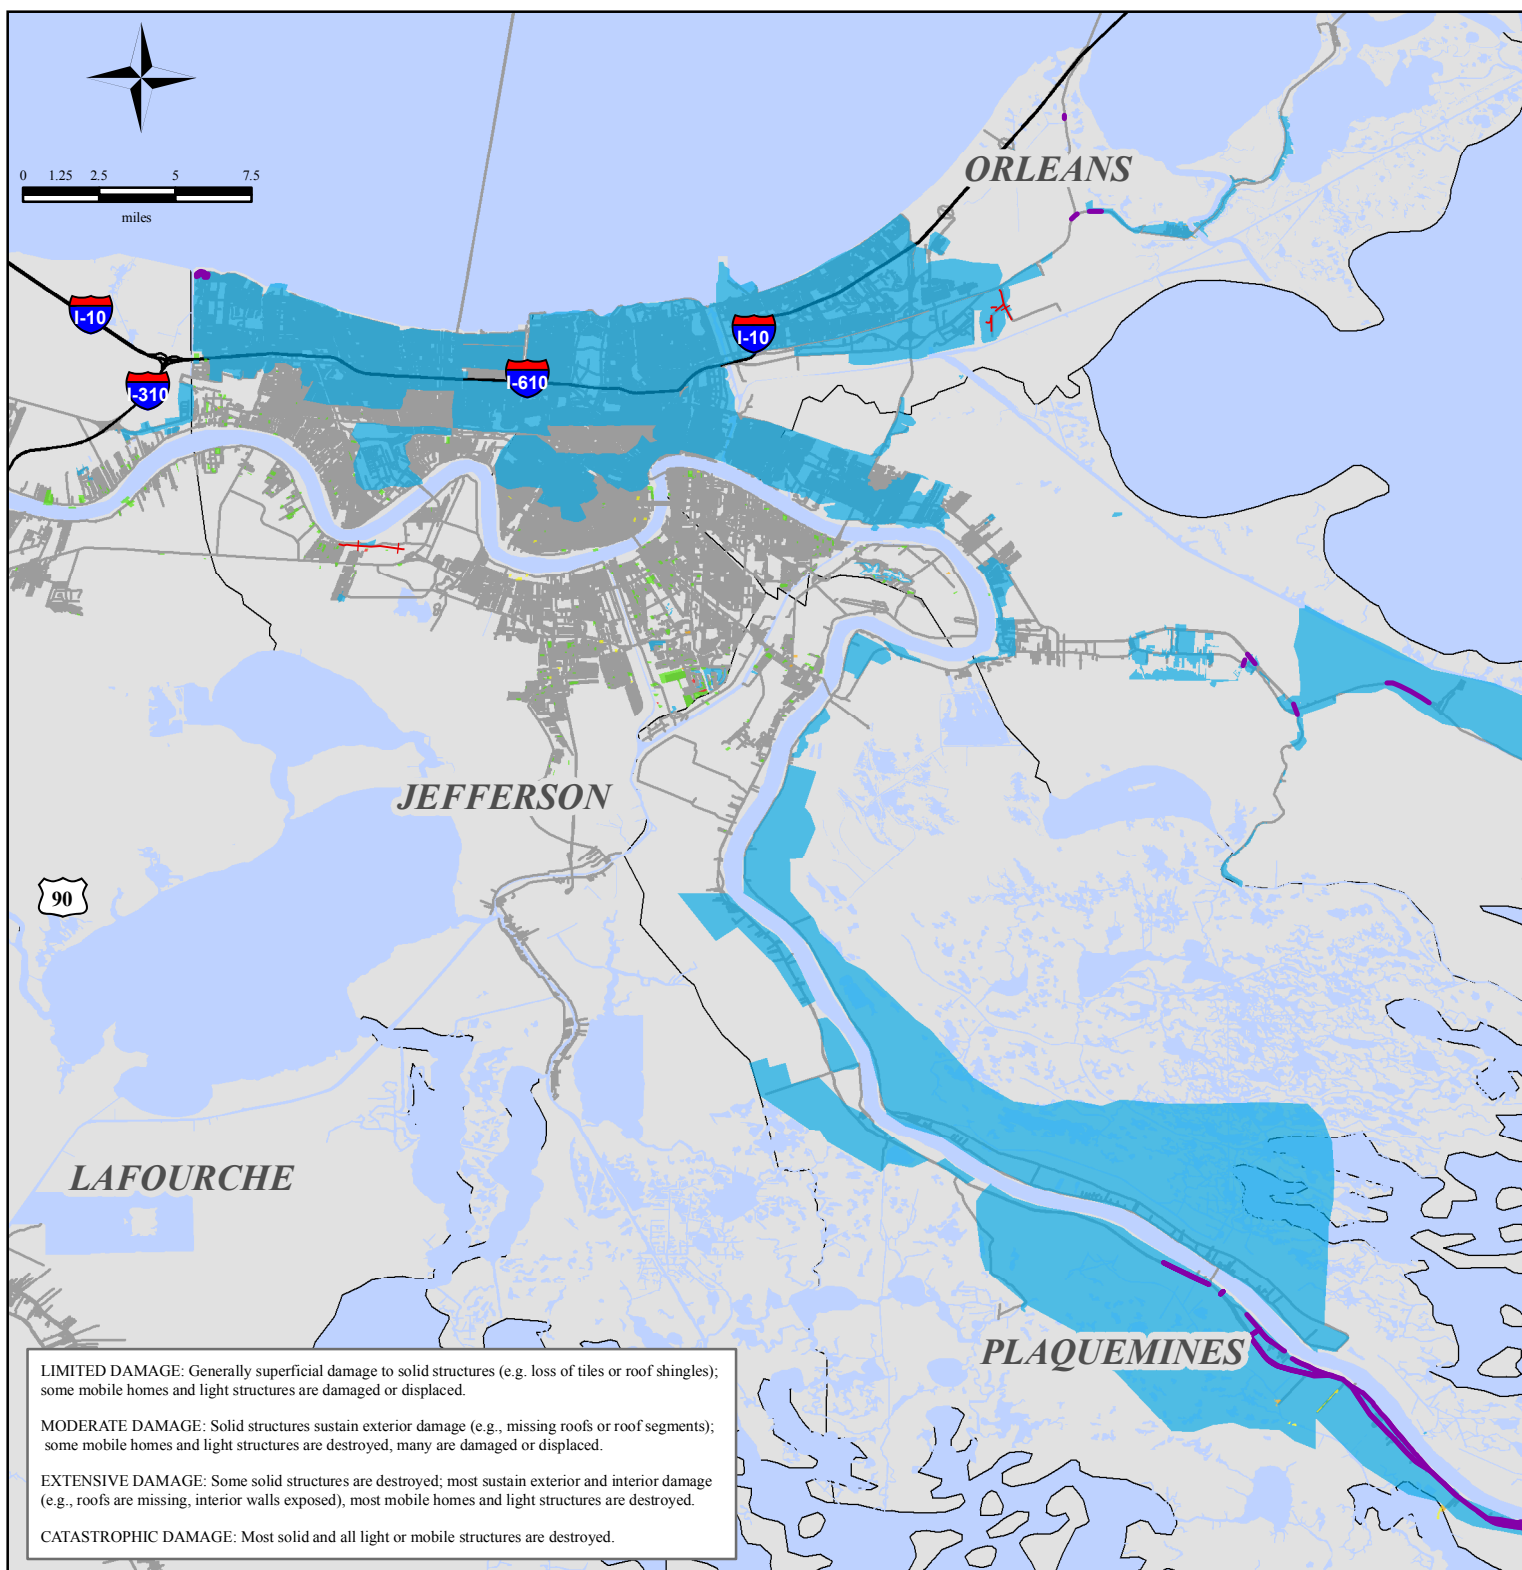 ORLEANS
0 1.25 2.5 5 7.5
miles
I-10
I-10
I-610
I-310
JEFFERSON
90
LAFOURCHE
PLAQUEMINES
LIMITED DAMAGE: Generally superficial damage to solid structures (e.g. loss of tiles or roof shingles);
some mobile homes and light structures are damaged or displaced.
MODERATE DAMAGE: Solid structures sustain exterior damage (e.g., missing roofs or roof segments);
some mobile homes and light structures are destroyed, many are damaged or displaced.
EXTENSIVE DAMAGE: Some solid structures are destroyed; most sustain exterior and interior damage
(e.g., roofs are missing, interior walls exposed), most mobile homes and light structures are destroyed.
CATASTROPHIC DAMAGE: Most solid and all light or mobile structures are destroyed.